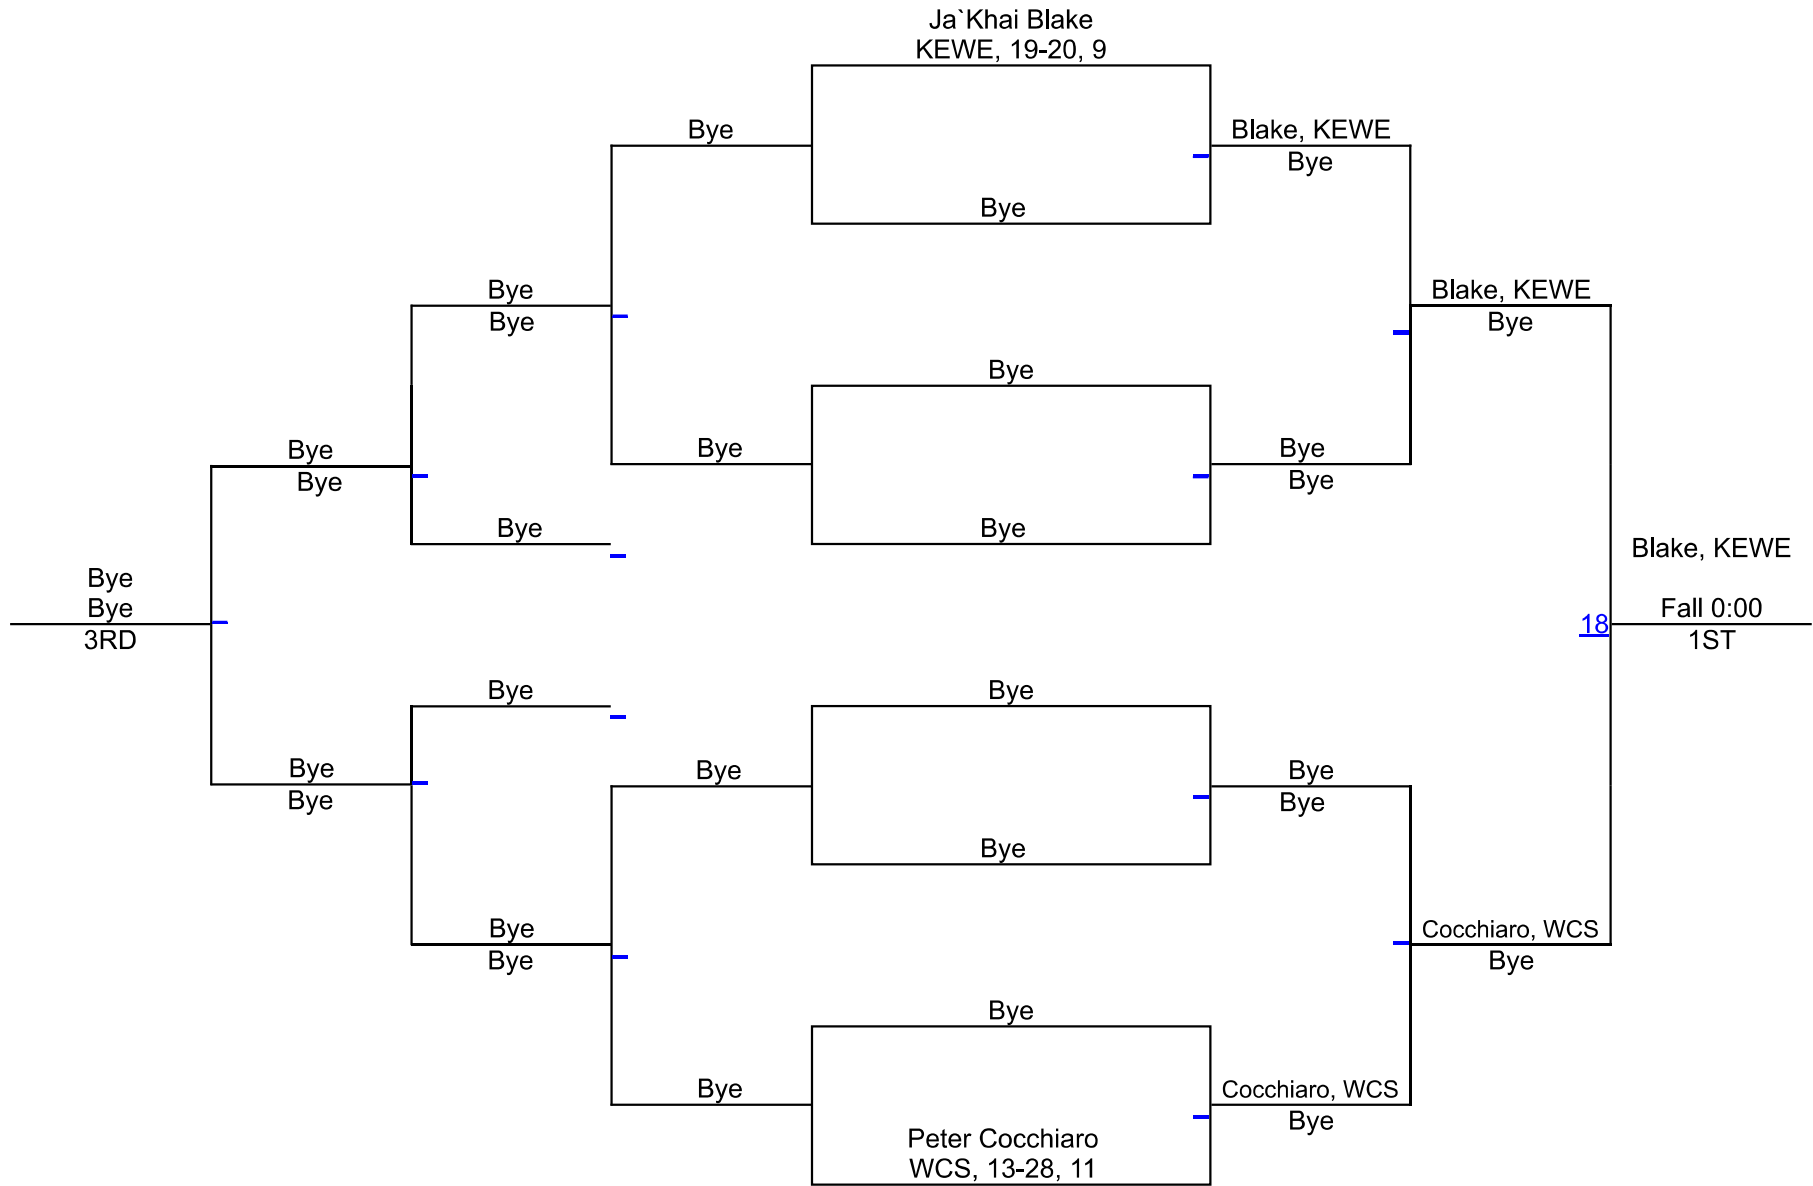 Ja`Khai Blake
KEWE, 19-20, 9
Bye
Blake, KEWE
Bye
Bye
Bye
Bye
Blake, KEWE
Bye
Bye
Bye
Bye
Bye
Bye
Bye
Bye
Bye
Bye
Blake, KEWE
Bye
Bye
3RD
18
Fall 0:00
1ST
Bye
Bye
Bye
Bye
Bye
Bye
Bye
Bye
Bye
Bye
Cocchiaro, WCS
Bye
Bye
Bye
Cocchiaro, WCS
Bye
Peter Cocchiaro
WCS, 13-28, 11